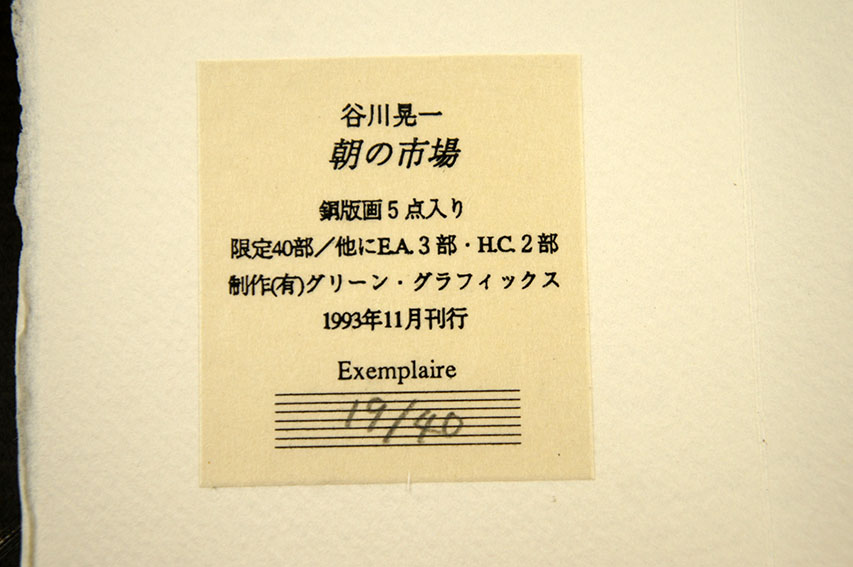 谷川晃一
朝の市場
銅版画５点入り
限定40部／他にE.A.３部・H.C.２部
制作(有)グリーン・グラフィックス
1993年11月刊行
Exemplaire
19/40